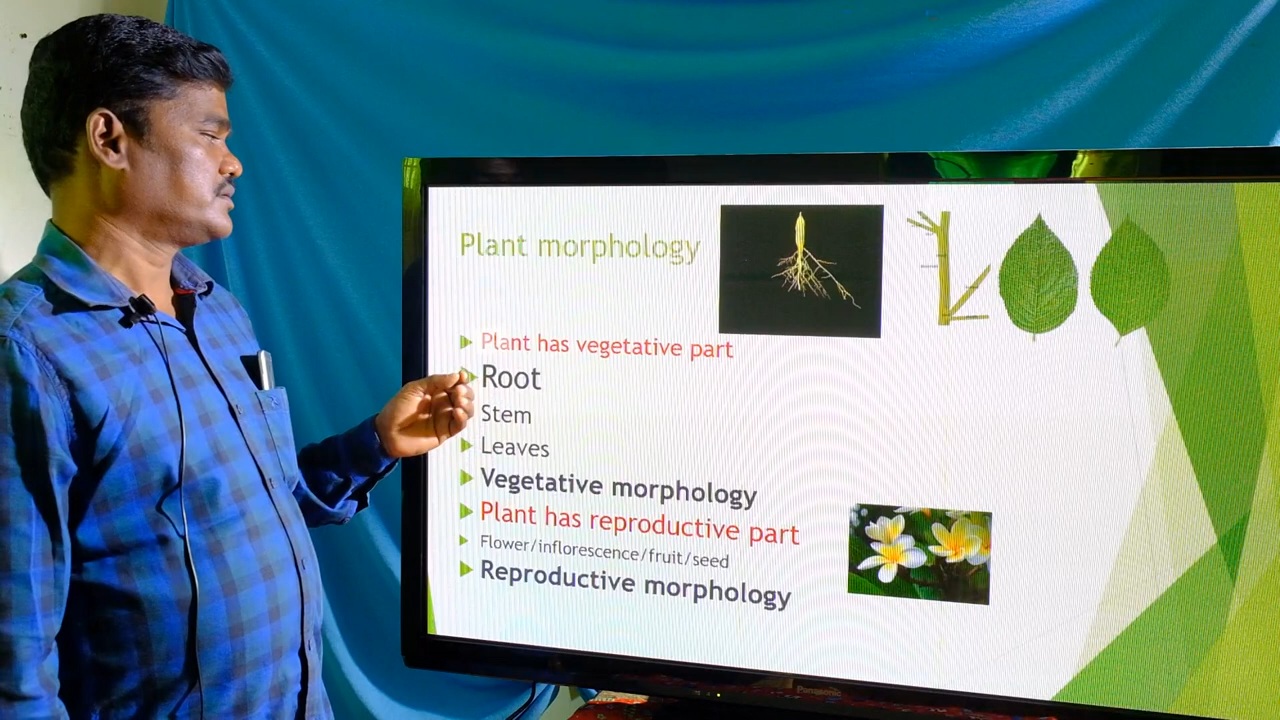 Plant morphology
Plant has vegetative part
Root
Stem
Leaves
Vegetative morphology
Plant has reproductive part
Flower/inflorescence/fruit/seed
Reproductive morphology
Panasonic